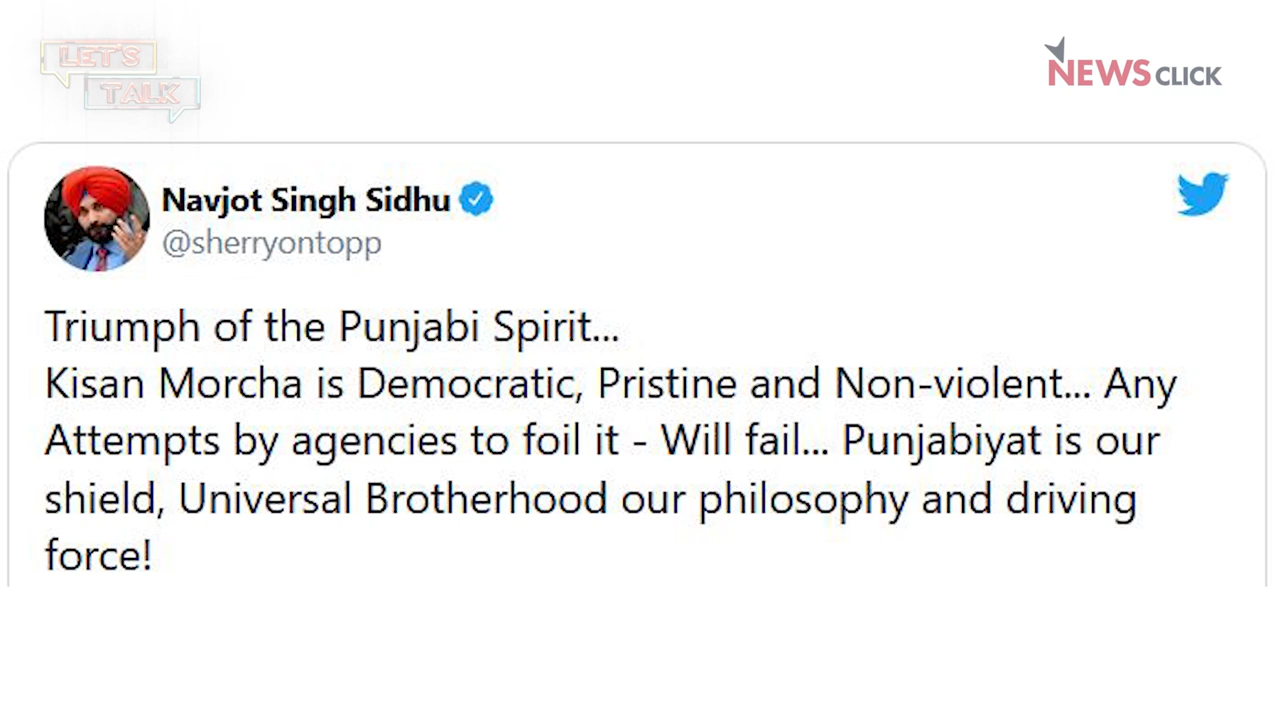 LET'S
TALK
NEWS CLICK
Navjot Singh Sidhu
@sherryontopp
Triumph of the Punjabi Spirit...
Kisan Morcha is Democratic, Pristine and Non-violent... Any
Attempts by agencies to foil it - Will fail... Punjabiyat is our
shield, Universal Brotherhood our philosophy and driving
force!